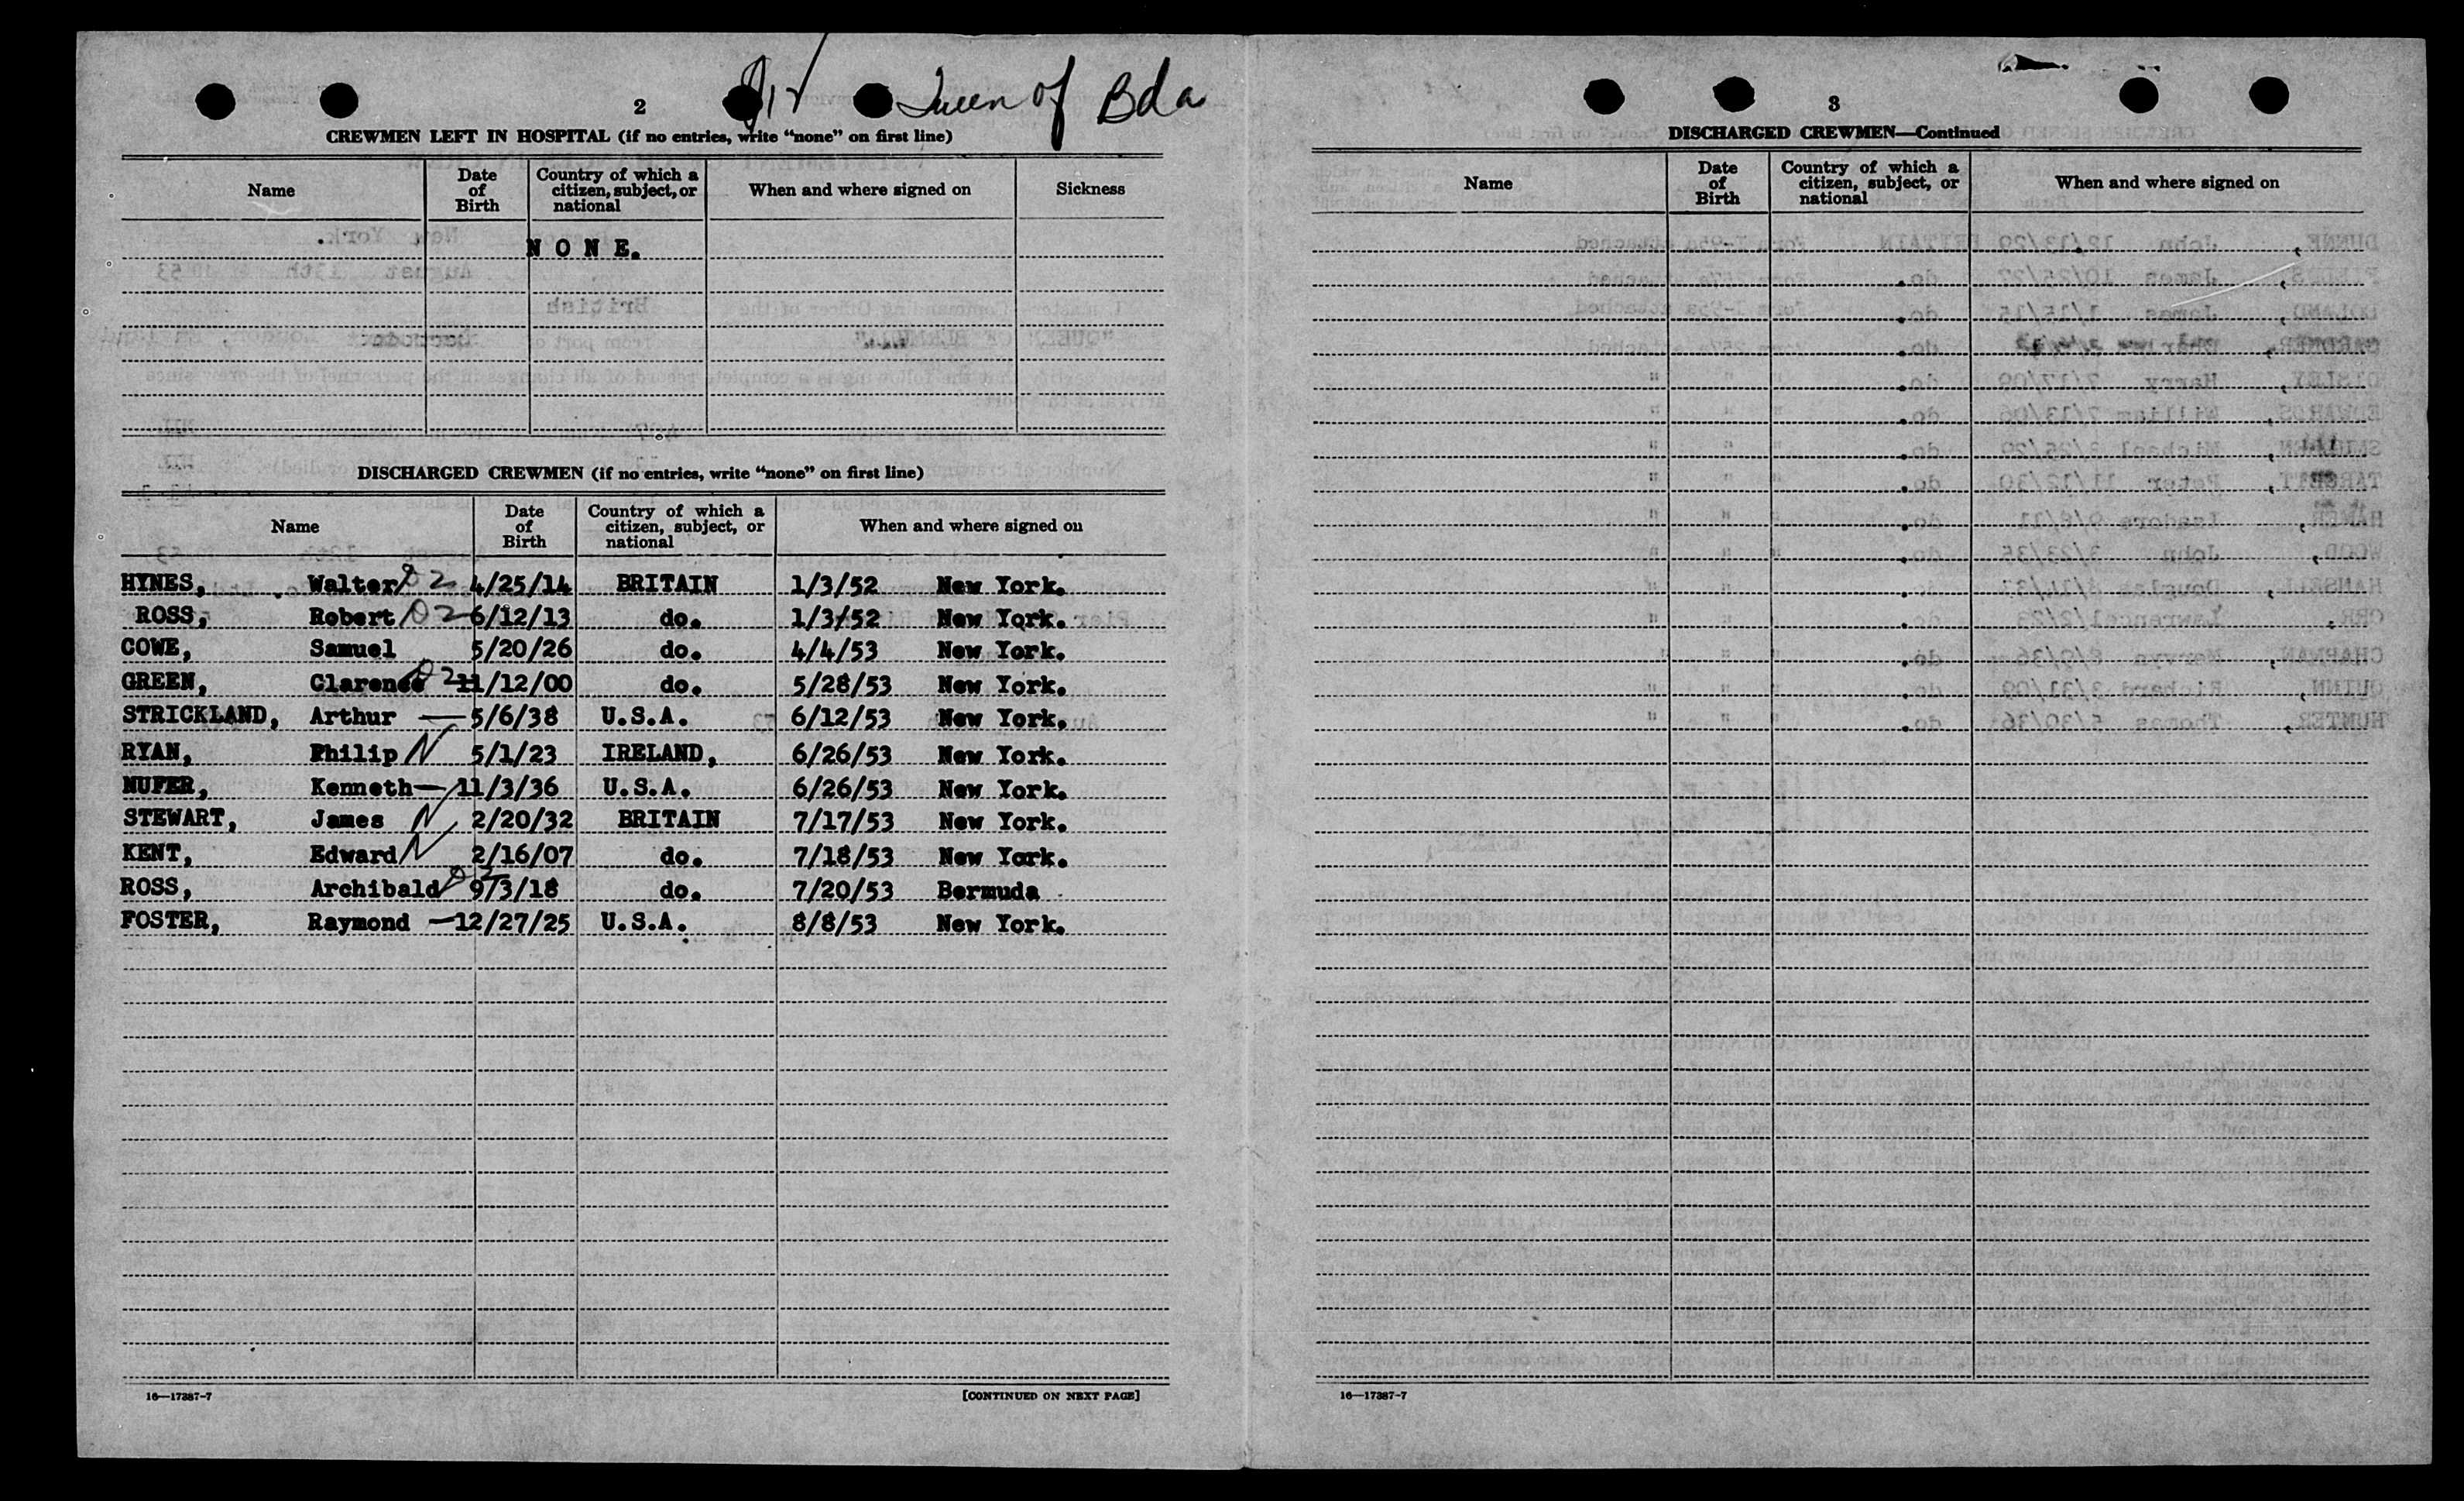 2
Queen of Bda
CREWMEN LEFT IN HOSPITAL (if no entries, write "none" on first line)
Name Date of Birth Country of which a citizen, subject, or national When and where signed on Sickness
N O N E.
DISCHARGED CREWMEN (if no entries, write "none" on first line)
Name Date of Birth Country of which a citizen, subject, or national When and where signed on
HYNES, Walter 02 4/25/14 BRITAIN 1/3/52 New York.
ROSS, Robert 02 6/12/13 do. 1/3/52 New York.
COWE, Samuel 5/20/26 do. 4/4/53 New York.
GREEN, Clarence 02 11/12/00 do. 5/28/53 New York.
STRICKLAND, Arthur — 5/6/38 U.S.A. 6/12/53 New York.
RYAN, Philip N 5/1/23 IRELAND, 6/26/53 New York.
NUFER, Kenneth — 11/3/36 U.S.A. 6/26/53 New York.
STEWART, James N 2/20/32 BRITAIN 7/17/53 New York.
KENT, Edward N 2/16/07 do. 7/18/53 New York.
ROSS, Archibald 02 9/3/18 do. 7/20/53 Bermuda
FOSTER, Raymond — 12/27/25 U.S.A. 8/8/53 New York.
16—17387-7 [CONTINUED ON NEXT PAGE]
3
DISCHARGED CREWMEN—Continued
Name Date of Birth Country of which a citizen, subject, or national When and where signed on
16—17387-7